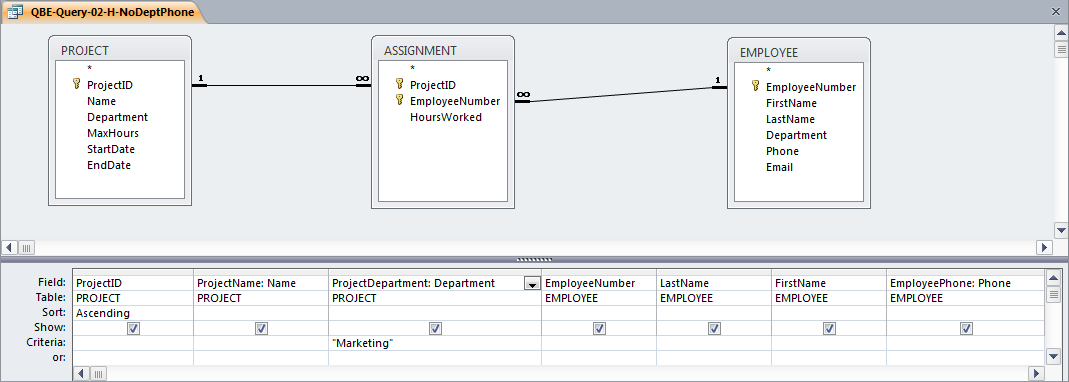 QBE-Query-02-H-NoDeptPhone
PROJECT
*
ProjectID
Name
Department
MaxHours
StartDate
EndDate
1
∞
ASSIGNMENT
*
ProjectID
EmployeeNumber
HoursWorked
∞
1
EMPLOYEE
*
EmployeeNumber
FirstName
LastName
Department
Phone
Email
Field: ProjectID ProjectName: Name ProjectDepartment: Department EmployeeNumber LastName FirstName EmployeePhone: Phone
Table: PROJECT PROJECT PROJECT EMPLOYEE EMPLOYEE EMPLOYEE EMPLOYEE
Sort: Ascending
Show:
Criteria: "Marketing"
or: